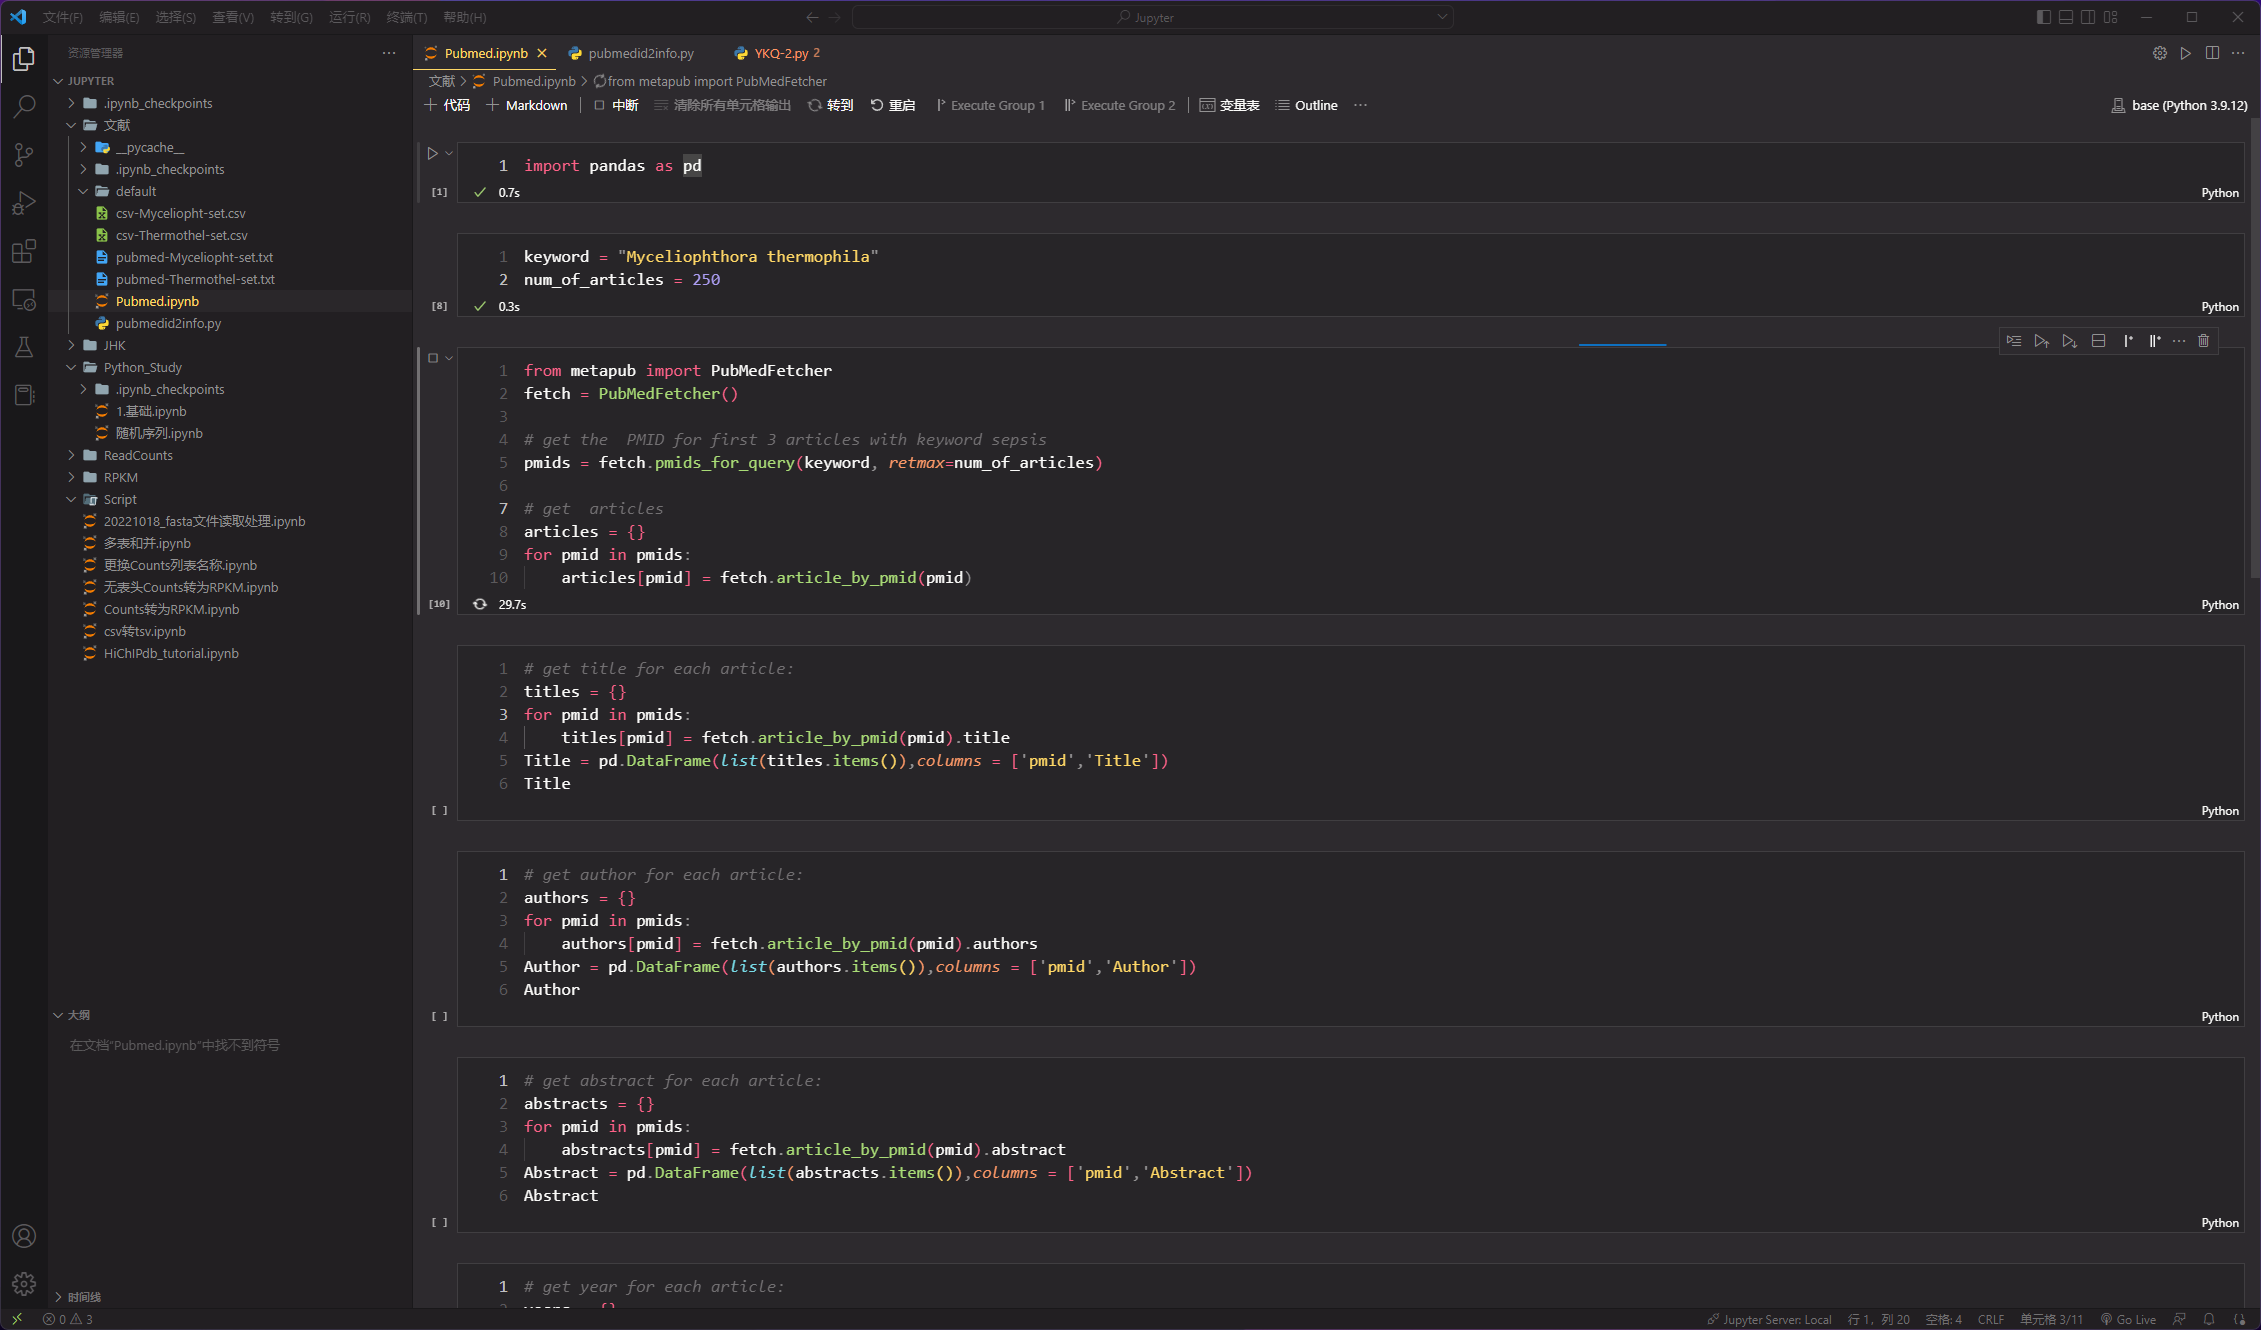 文件(F) 编辑(E) 选择(S) 查看(V) 转到(G) 运行(R) 终端(T) 帮助(H)
Jupyter
资源管理器
JUPYTER
.ipynb_checkpoints
文献
__pycache__
.ipynb_checkpoints
default
csv-Myceliopht-set.csv
csv-Thermothel-set.csv
pubmed-Myceliopht-set.txt
pubmed-Thermothel-set.txt
Pubmed.ipynb
pubmedid2info.py
JHK
Python_Study
.ipynb_checkpoints
1.基础.ipynb
随机序列.ipynb
ReadCounts
RPKM
Script
20221018_fasta文件读取处理.ipynb
多表和并.ipynb
更换Counts列表名称.ipynb
无表头Counts转为RPKM.ipynb
Counts转为RPKM.ipynb
csv转tsv.ipynb
HiChIPdb_tutorial.ipynb
大纲
在文档"Pubmed.ipynb"中找不到符号
时间线
Pubmed.ipynb pubmedid2info.py YKQ-2.py 2
文献 > Pubmed.ipynb > from metapub import PubMedFetcher
代码 Markdown 中断 清除所有单元格输出 转到 重启 Execute Group 1 Execute Group 2 变量表 Outline base (Python 3.9.12)
1 import pandas as pd
[1] 0.7s Python
1 keyword = "Myceliophthora thermophila"
2 num_of_articles = 250
[8] 0.3s Python
1 from metapub import PubMedFetcher
2 fetch = PubMedFetcher()
3
4 # get the  PMID for first 3 articles with keyword sepsis
5 pmids = fetch.pmids_for_query(keyword, retmax=num_of_articles)
6
7 # get  articles
8 articles = {}
9 for pmid in pmids:
10 articles[pmid] = fetch.article_by_pmid(pmid)
[10] 29.7s Python
1 # get title for each article:
2 titles = {}
3 for pmid in pmids:
4 titles[pmid] = fetch.article_by_pmid(pmid).title
5 Title = pd.DataFrame(list(titles.items()),columns = ['pmid','Title'])
6 Title
[ ] Python
1 # get author for each article:
2 authors = {}
3 for pmid in pmids:
4 authors[pmid] = fetch.article_by_pmid(pmid).authors
5 Author = pd.DataFrame(list(authors.items()),columns = ['pmid','Author'])
6 Author
[ ] Python
1 # get abstract for each article:
2 abstracts = {}
3 for pmid in pmids:
4 abstracts[pmid] = fetch.article_by_pmid(pmid).abstract
5 Abstract = pd.DataFrame(list(abstracts.items()),columns = ['pmid','Abstract'])
6 Abstract
[ ] Python
1 # get year for each article:
0 3 Jupyter Server: Local 行 1，列 20 空格: 4 CRLF 单元格 3/11 Go Live